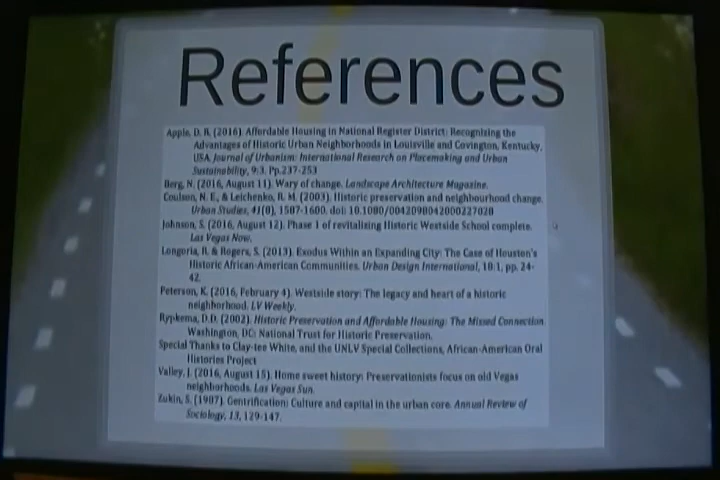 References
Apple, D. R. (2016). Affordable Housing in National Register District: Recognizing the
Advantages of Historic Urban Neighborhoods in Louisville and Covington, Kentucky,
USA. Journal of Urbanism: International Research on Placemaking and Urban
Sustainability, 9:3, Pp.237-253
Berg, N. (2016, August 11). Wary of change. Landscape Architecture Magazine.
Coulson, N. E., & Leichenko, R. M. (2003). Historic preservation and neighbourhood change.
Urban Studies, 41(8), 1587-1600. doi: 10.1080/0042098042000227028
Johnson, S. (2016, August 12). Phase 1 of revitalizing Historic Westside School complete.
Las Vegas Now.
Longoria, R. & Rogers, S. (2013). Exodus Within an Expanding City: The Case of Houston's
Historic African-American Communities. Urban Design International, 18:1, pp. 24-
42.
Peterson, K. (2016, February 4). Westside story: The legacy and heart of a historic
neighborhood. LV Weekly.
Rypkema, D.D. (2002). Historic Preservation and Affordable Housing: The Missed Connection
Washington, DC: National Trust for Historic Preservation.
Special Thanks to Clay-tee White, and the UNLV Special Collections, African-American Oral
Histories Project
Valley, J. (2016, August 15). Home sweet history: Preservationists focus on old Vegas
neighborhoods. Las Vegas Sun.
Zukin, S. (1987). Gentrification: Culture and capital in the urban core. Annual Review of
Sociology, 13, 129-147.